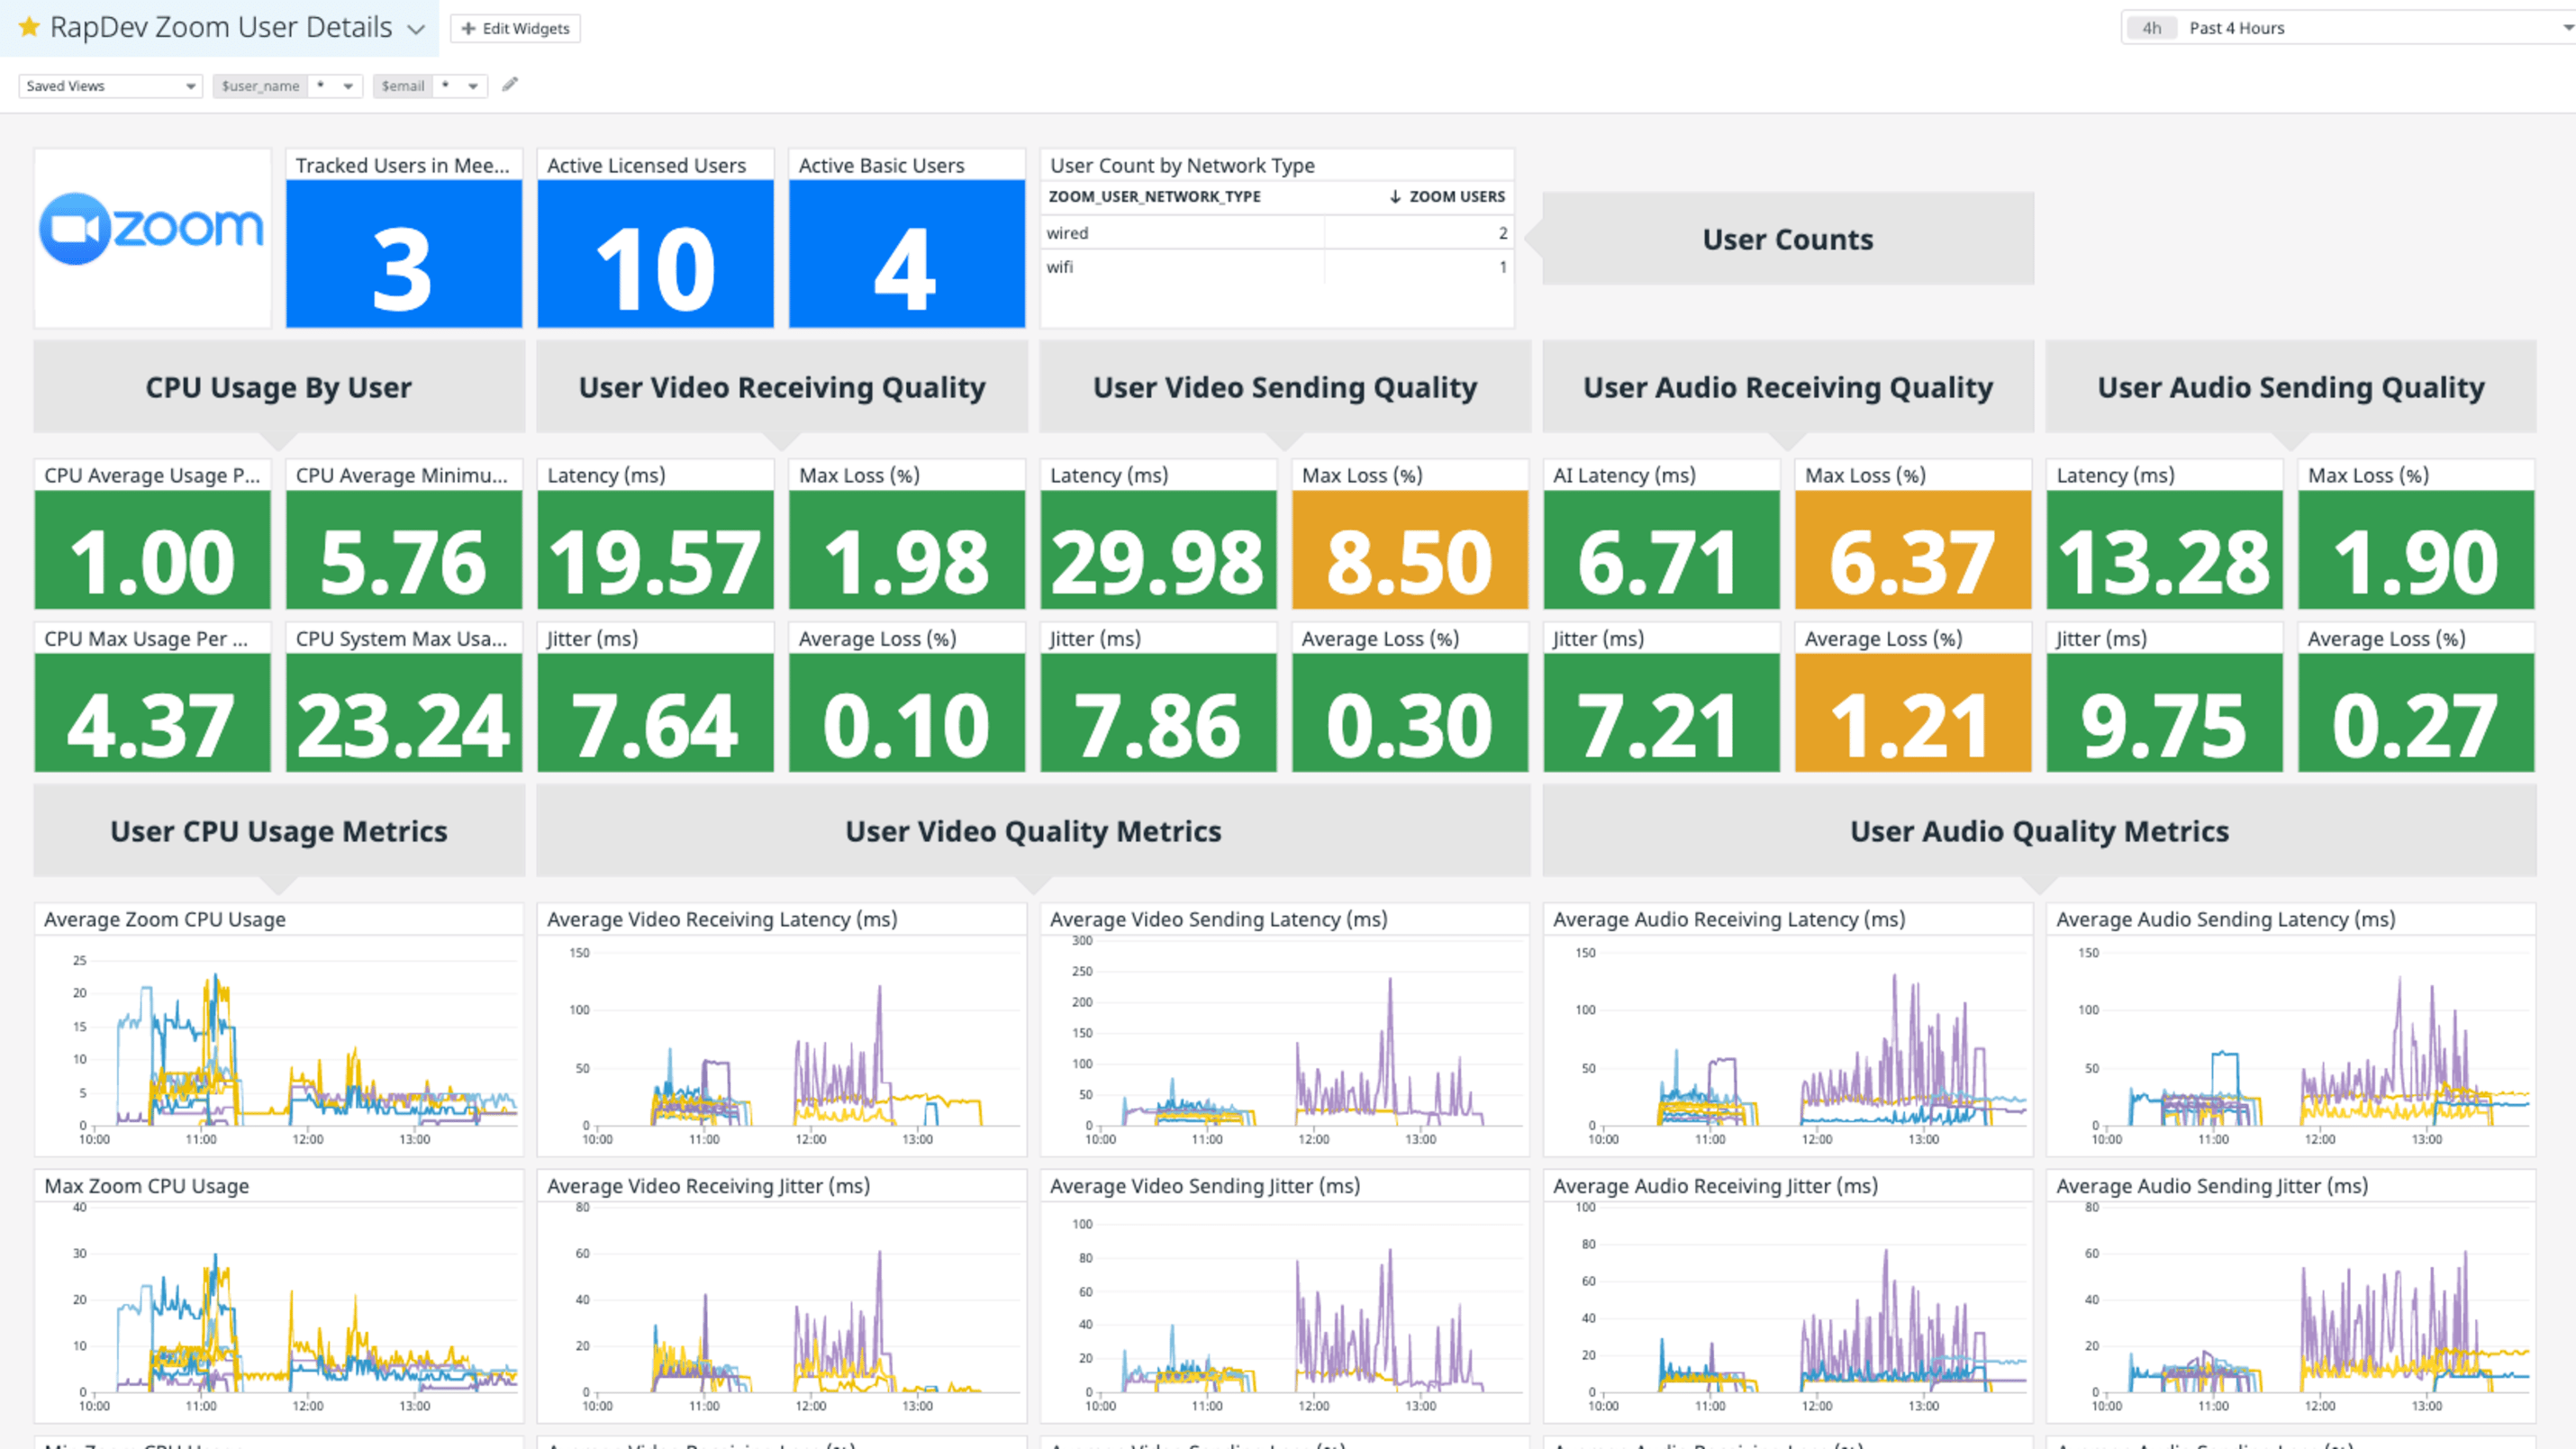 RapDev Zoom User Details
Edit Widgets
4h Past 4 Hours
Saved Views
$user_name *
$email *
zoom
Tracked Users in Mee...
3
Active Licensed Users
10
Active Basic Users
4
User Count by Network Type
ZOOM_USER_NETWORK_TYPE ↓ ZOOM USERS
wired 2
wifi 1
User Counts
CPU Usage By User
User Video Receiving Quality
User Video Sending Quality
User Audio Receiving Quality
User Audio Sending Quality
CPU Average Usage P...
1.00
CPU Average Minimu...
5.76
Latency (ms)
19.57
Max Loss (%)
1.98
Latency (ms)
29.98
Max Loss (%)
8.50
AI Latency (ms)
6.71
Max Loss (%)
6.37
Latency (ms)
13.28
Max Loss (%)
1.90
CPU Max Usage Per ...
4.37
CPU System Max Usa...
23.24
Jitter (ms)
7.64
Average Loss (%)
0.10
Jitter (ms)
7.86
Average Loss (%)
0.30
Jitter (ms)
7.21
Average Loss (%)
1.21
Jitter (ms)
9.75
Average Loss (%)
0.27
User CPU Usage Metrics
User Video Quality Metrics
User Audio Quality Metrics
Average Zoom CPU Usage
25
20
15
10
5
0
10:00 11:00 12:00 13:00
Average Video Receiving Latency (ms)
150
100
50
0
10:00 11:00 12:00 13:00
Average Video Sending Latency (ms)
300
250
200
150
100
50
0
10:00 11:00 12:00 13:00
Average Audio Receiving Latency (ms)
150
100
50
0
10:00 11:00 12:00 13:00
Average Audio Sending Latency (ms)
150
100
50
0
10:00 11:00 12:00 13:00
Max Zoom CPU Usage
40
30
20
10
0
10:00 11:00 12:00 13:00
Average Video Receiving Jitter (ms)
80
60
40
20
0
10:00 11:00 12:00 13:00
Average Video Sending Jitter (ms)
100
80
60
40
20
0
10:00 11:00 12:00 13:00
Average Audio Receiving Jitter (ms)
100
80
60
40
20
0
10:00 11:00 12:00 13:00
Average Audio Sending Jitter (ms)
80
60
40
20
0
10:00 11:00 12:00 13:00